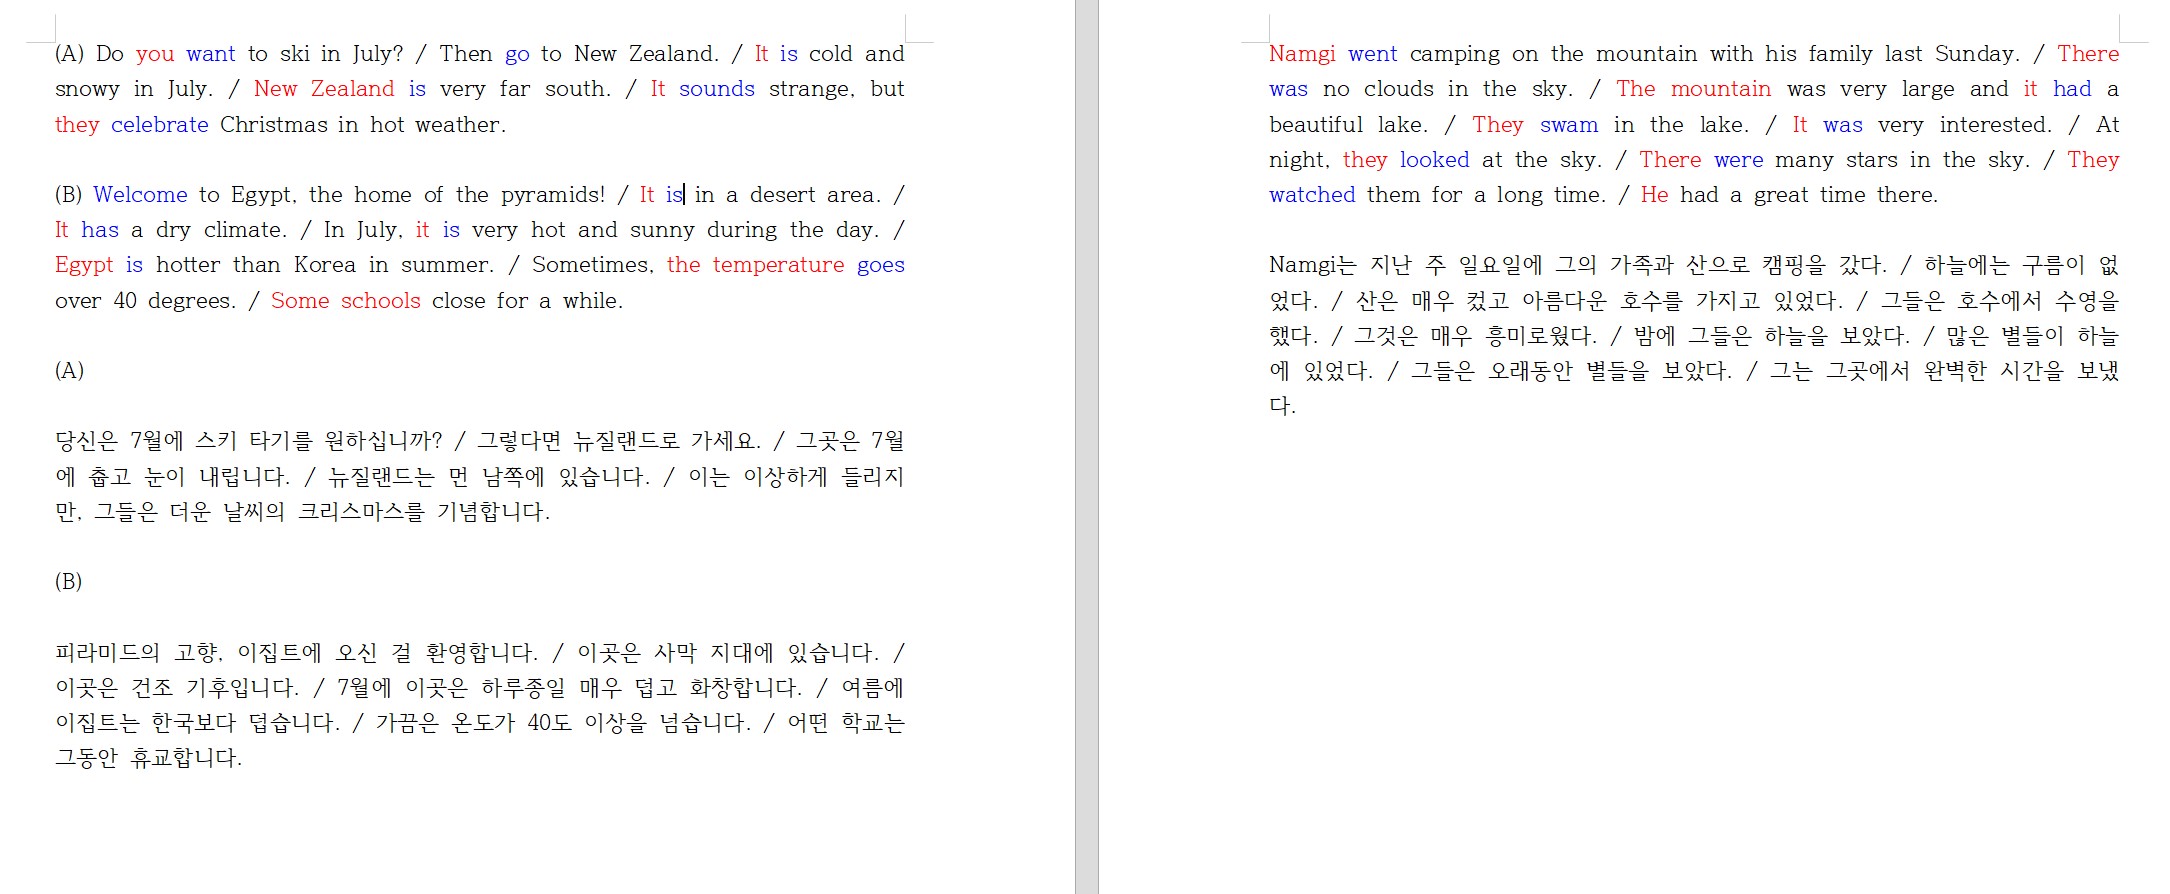 (A) Do you want to ski in July? / Then go to New Zealand. / It is cold and
snowy in July. / New Zealand is very far south. / It sounds strange, but
they celebrate Christmas in hot weather.
(B) Welcome to Egypt, the home of the pyramids! / It is in a desert area. /
It has a dry climate. / In July, it is very hot and sunny during the day. /
Egypt is hotter than Korea in summer. / Sometimes, the temperature goes
over 40 degrees. / Some schools close for a while.
(A)
당신은 7월에 스키 타기를 원하십니까? / 그렇다면 뉴질랜드로 가세요. / 그곳은 7월
에 춥고 눈이 내립니다. / 뉴질랜드는 먼 남쪽에 있습니다. / 이는 이상하게 들리지
만, 그들은 더운 날씨의 크리스마스를 기념합니다.
(B)
피라미드의 고향, 이집트에 오신 걸 환영합니다. / 이곳은 사막 지대에 있습니다. /
이곳은 건조 기후입니다. / 7월에 이곳은 하루종일 매우 덥고 화창합니다. / 여름에
이집트는 한국보다 덥습니다. / 가끔은 온도가 40도 이상을 넘습니다. / 어떤 학교는
그동안 휴교합니다.
Namgi went camping on the mountain with his family last Sunday. / There
was no clouds in the sky. / The mountain was very large and it had a
beautiful lake. / They swam in the lake. / It was very interested. / At
night, they looked at the sky. / There were many stars in the sky. / They
watched them for a long time. / He had a great time there.
Namgi는 지난 주 일요일에 그의 가족과 산으로 캠핑을 갔다. / 하늘에는 구름이 없
었다. / 산은 매우 컸고 아름다운 호수를 가지고 있었다. / 그들은 호수에서 수영을
했다. / 그것은 매우 흥미로웠다. / 밤에 그들은 하늘을 보았다. / 많은 별들이 하늘
에 있었다. / 그들은 오래동안 별들을 보았다. / 그는 그곳에서 완벽한 시간을 보냈
다.